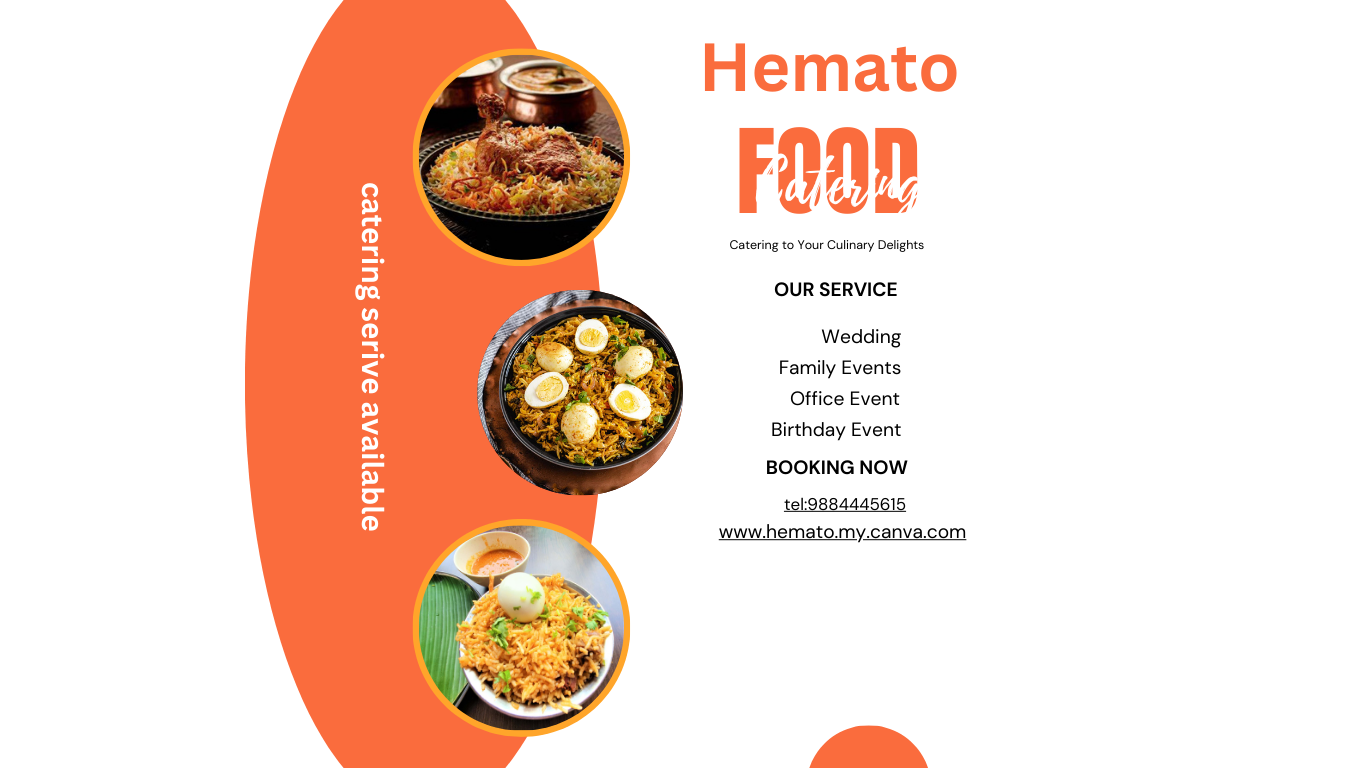 Hemato
FOOD
Catering
Catering to Your Culinary Delights
OUR SERVICE
Wedding
Family Events
Office Event
Birthday Event
BOOKING NOW
tel:9884445615
www.hemato.my.canva.com
catering serive available